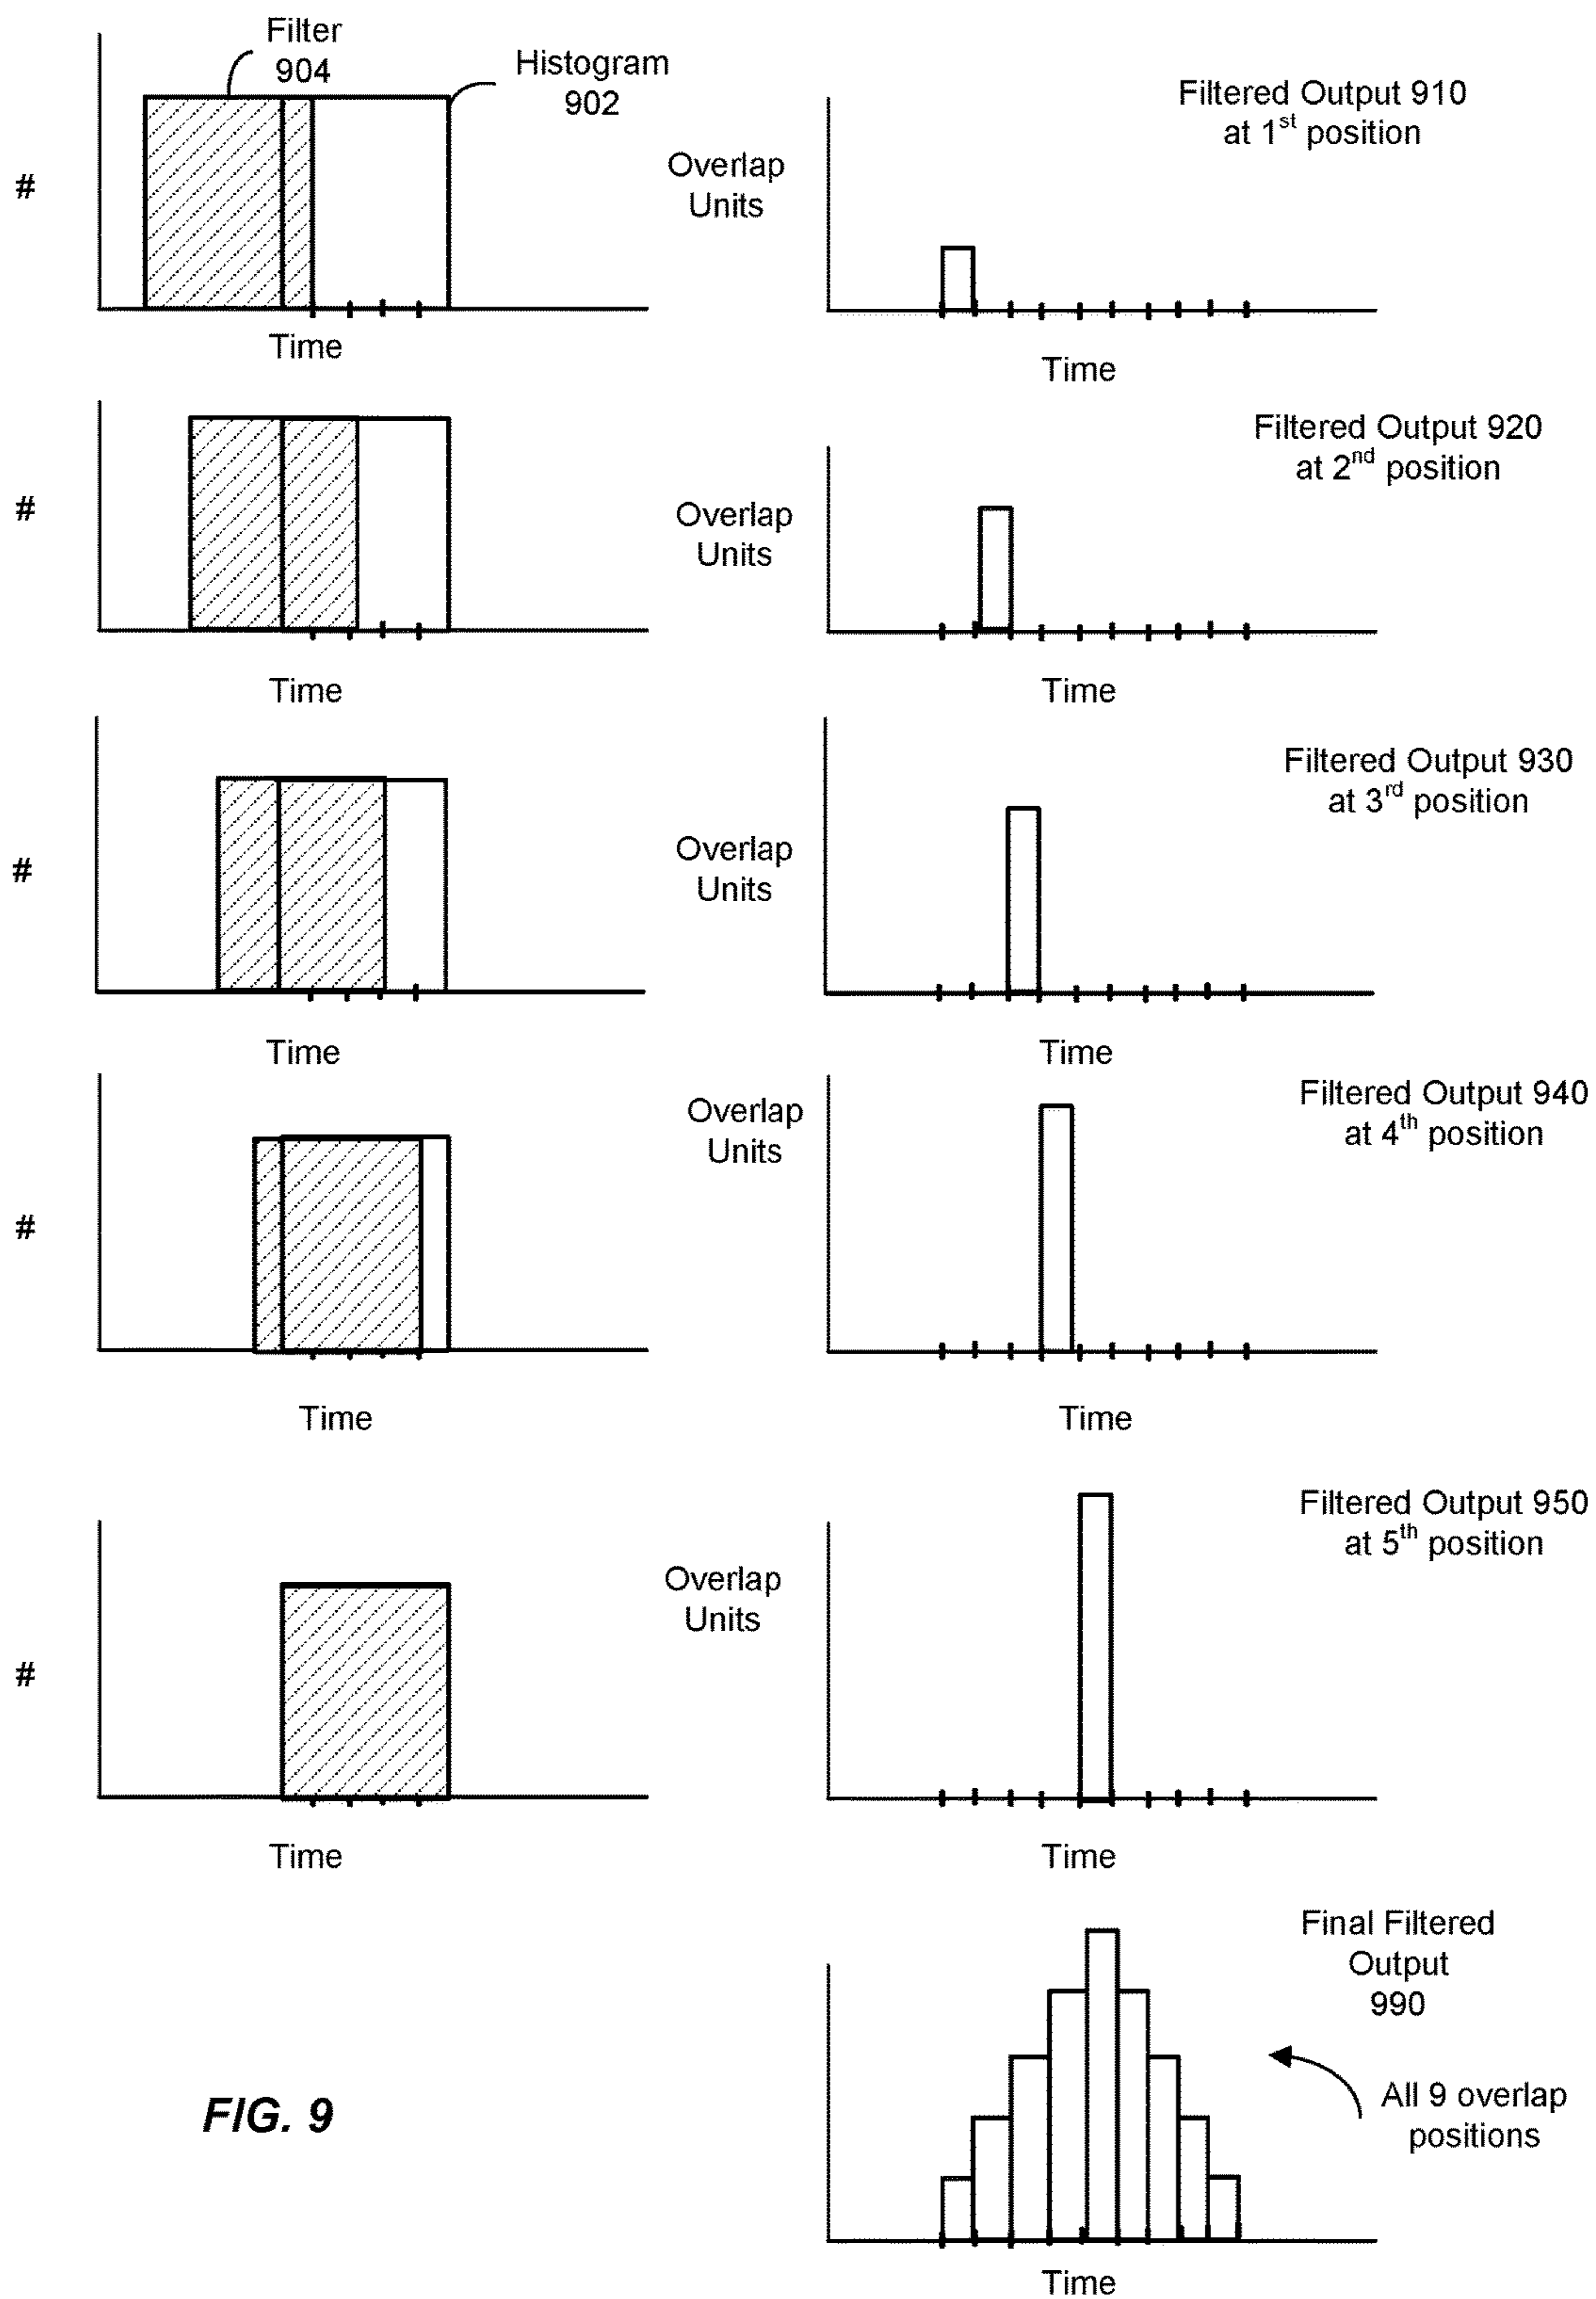 Filter
904
Histogram
902
#
Time
Filtered Output 910
at 1st position
Overlap
Units
Time
#
Time
Filtered Output 920
at 2nd position
Overlap
Units
Time
#
Time
Filtered Output 930
at 3rd position
Overlap
Units
Time
#
Time
Filtered Output 940
at 4th position
Overlap
Units
Time
#
Time
Filtered Output 950
at 5th position
Overlap
Units
Time
Final Filtered
Output
990
All 9 overlap
positions
Time
FIG. 9